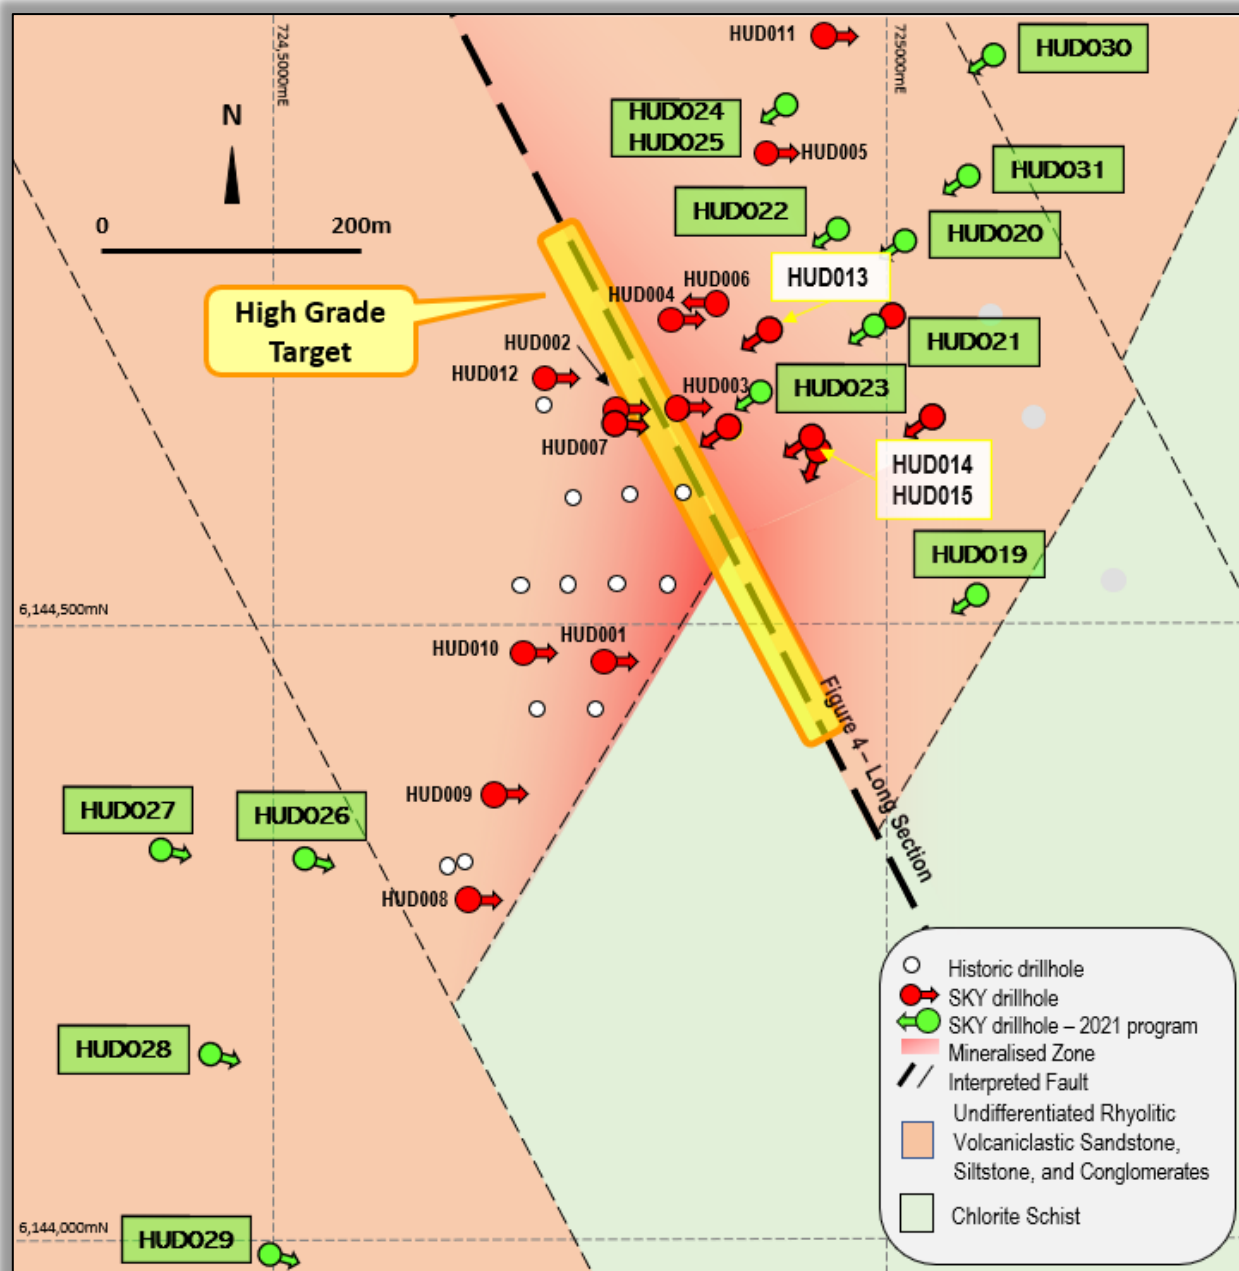 724,5000mE
HUD011
725000mE
HUD030
HUD024
HUD025
N
HUD005
HUD031
HUD022
0
200m
HUD020
HUD013
HUD006
HUD004
High Grade
Target
HUD002
HUD021
HUD012
HUD003
HUD023
HUD007
HUD014
HUD015
HUD019
6,144,500mN
HUD001
HUD010
Figure 4 – Long Section
HUD009
HUD027
HUD026
HUD008
Historic drillhole
SKY drillhole
SKY drillhole – 2021 program
Mineralised Zone
Interpreted Fault
Undifferentiated Rhyolitic
Volcaniclastic Sandstone,
Siltstone, and Conglomerates
Chlorite Schist
HUD028
6,144,000mN
HUD029